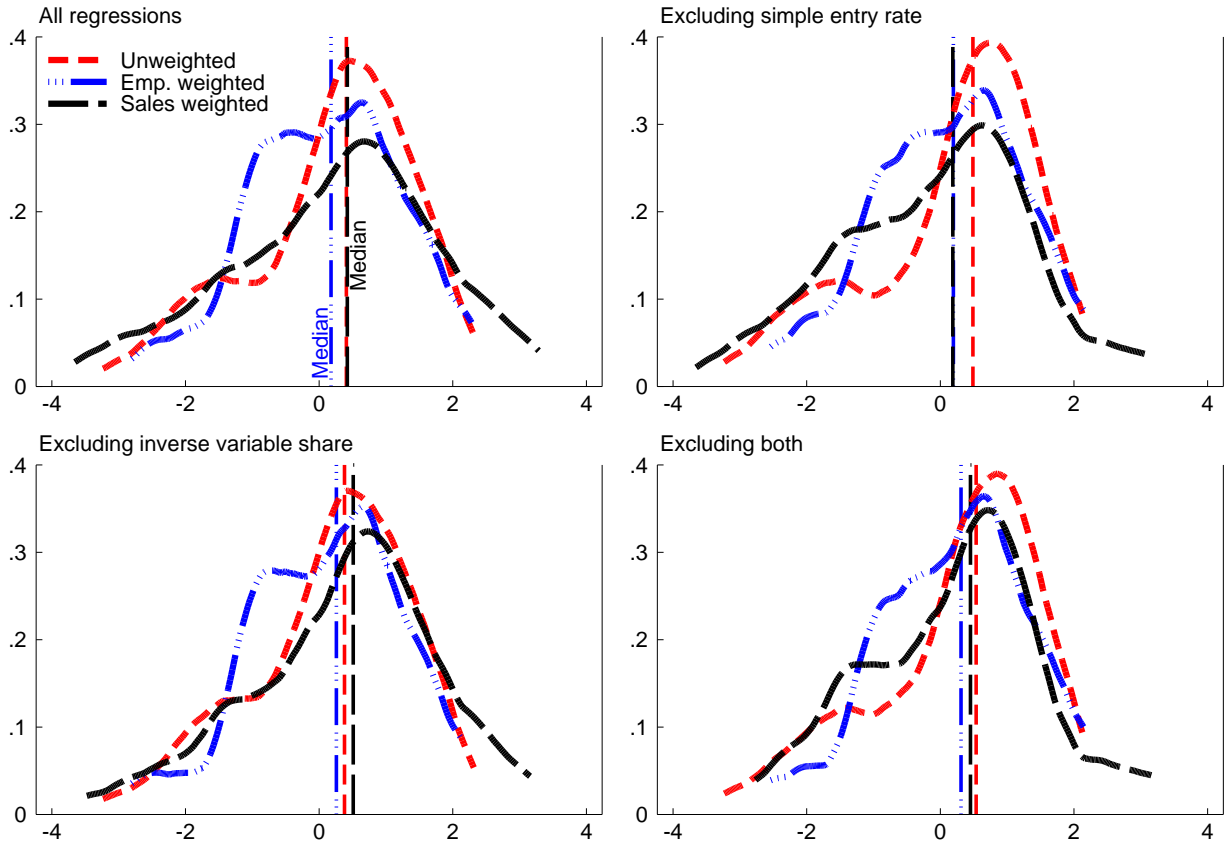 All regressions
.4
.3
.2
.1
0
Unweighted
Emp. weighted
Sales weighted
Median
Median
-4 -2 0 2 4
Excluding simple entry rate
.4
.3
.2
.1
0
-4 -2 0 2 4
Excluding inverse variable share
.4
.3
.2
.1
0
-4 -2 0 2 4
Excluding both
.4
.3
.2
.1
0
-4 -2 0 2 4